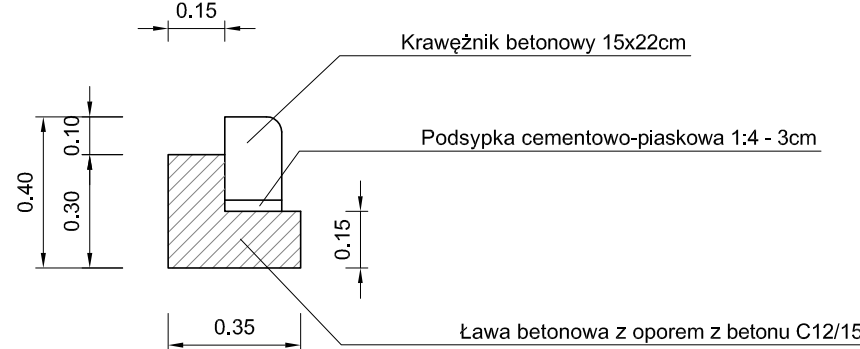 0.15
Krawężnik betonowy 15x22cm
0.10
Podsypka cementowo-piaskowa 1:4 - 3cm
0.40
0.30
0.15
0.35
Ława betonowa z oporem z betonu C12/15